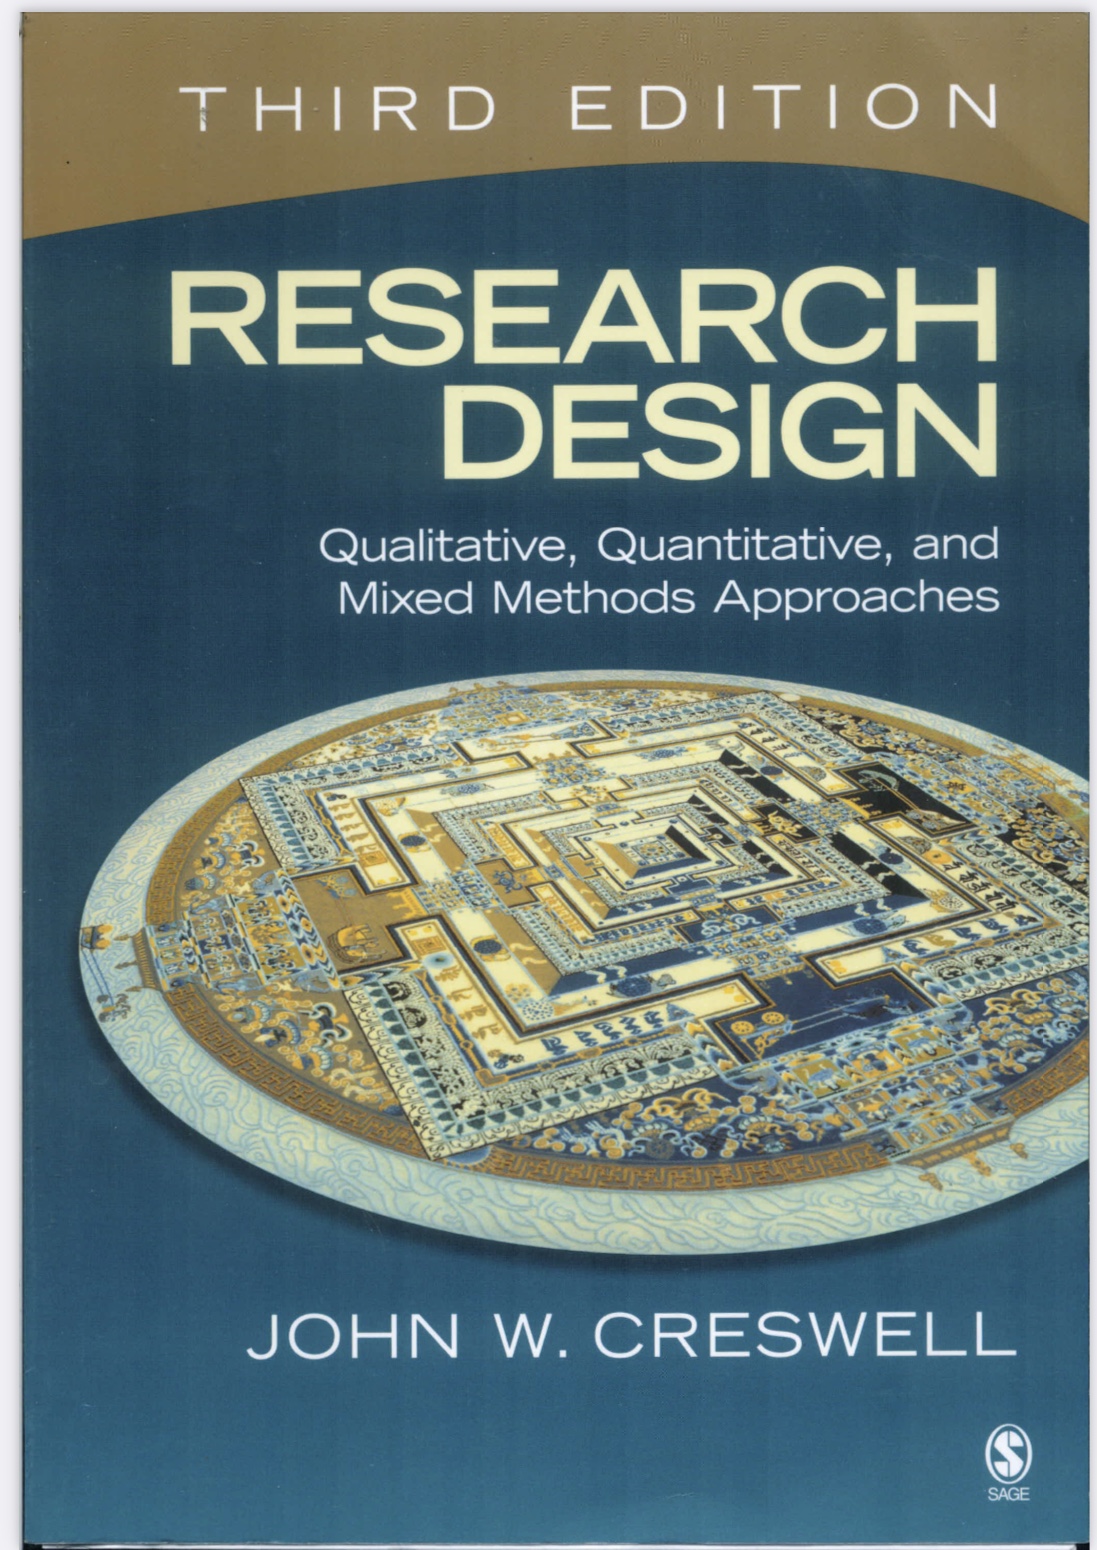 THIRD EDITION
RESEARCH
DESIGN
Qualitative, Quantitative, and
Mixed Methods Approaches
JOHN W. CRESWELL
S
SAGE